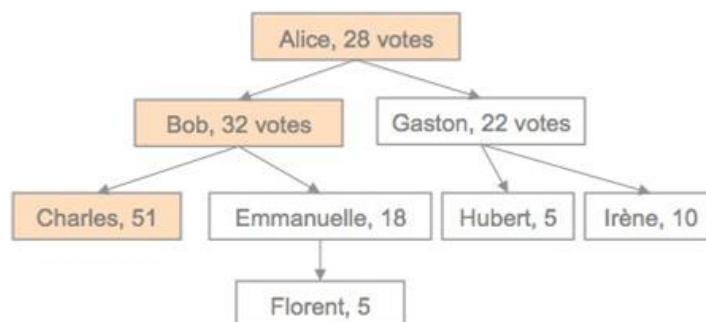 Alice, 28 votes
Bob, 32 votes
Gaston, 22 votes
Charles, 51
Emmanuelle, 18
Hubert, 5
Irène, 10
Florent, 5